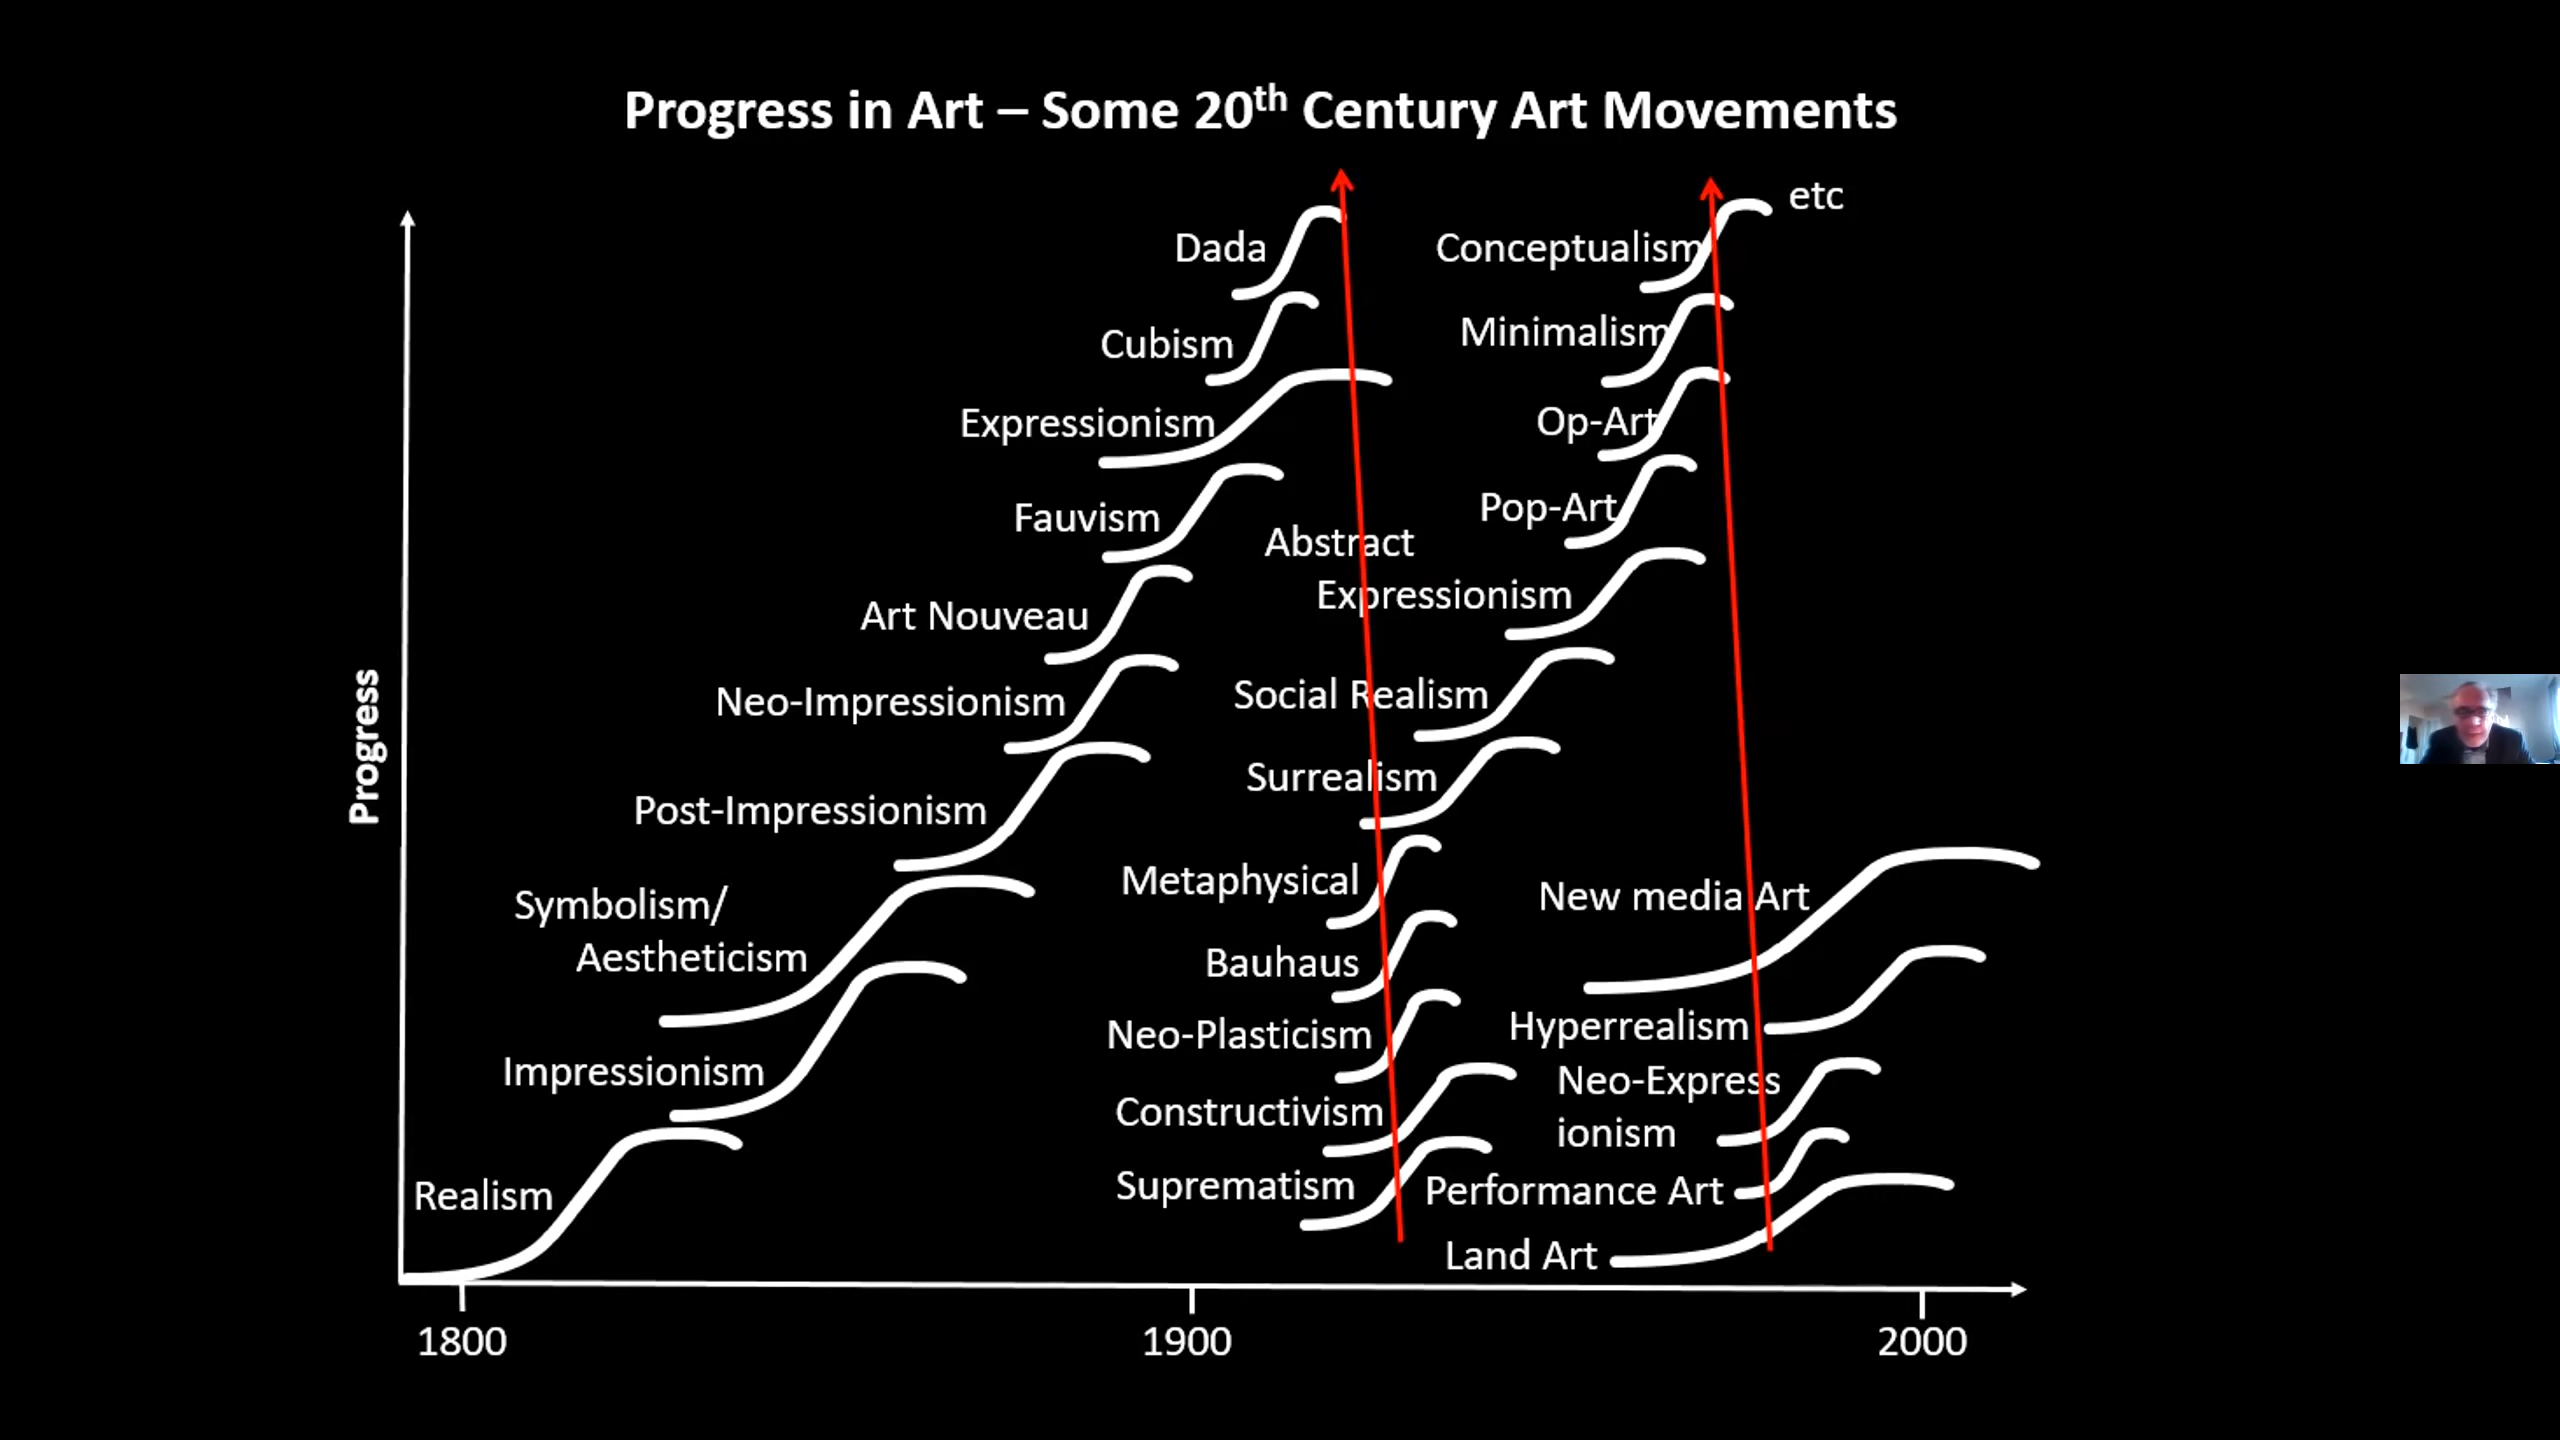 Progress in Art – Some 20th Century Art Movements
etc
Dada
Conceptualism
Cubism
Minimalism
Expressionism
Op-Art
Fauvism
Pop-Art
Abstract
Expressionism
Art Nouveau
Social Realism
Neo-Impressionism
Surrealism
Post-Impressionism
Progress
Metaphysical
New media Art
Symbolism/
Aestheticism
Bauhaus
Neo-Plasticism
Hyperrealism
Impressionism
Constructivism
Neo-Express
ionism
Realism
Suprematism
Performance Art
Land Art
1800
1900
2000